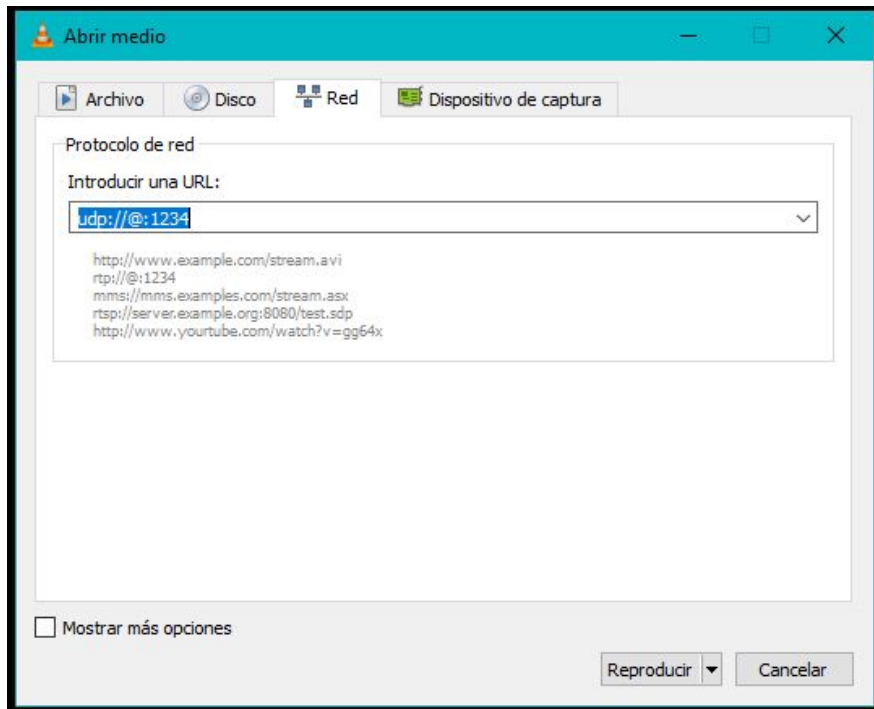 Abrir medio
Archivo
Disco
Red
Dispositivo de captura
Protocolo de red
Introducir una URL:
udp://@:1234
http://www.example.com/stream.avi
rtp://@:1234
mms://mms.examples.com/stream.asx
rtsp://server.example.org:8080/test.sdp
http://www.yourtube.com/watch?v=gg64x
Mostrar más opciones
Reproducir
Cancelar